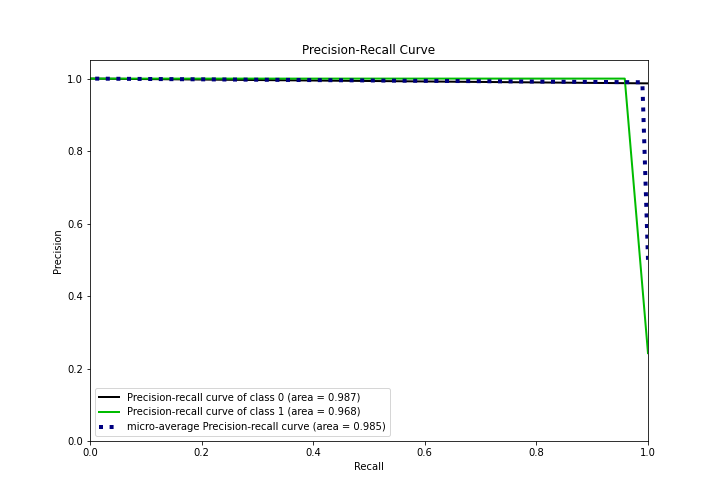 Precision-Recall Curve
1.0
0.8
0.6
0.4
0.2
0.0
Precision
Precision-recall curve of class 0 (area = 0.987)
Precision-recall curve of class 1 (area = 0.968)
micro-average Precision-recall curve (area = 0.985)
0.0 0.2 0.4 0.6 0.8 1.0
Recall